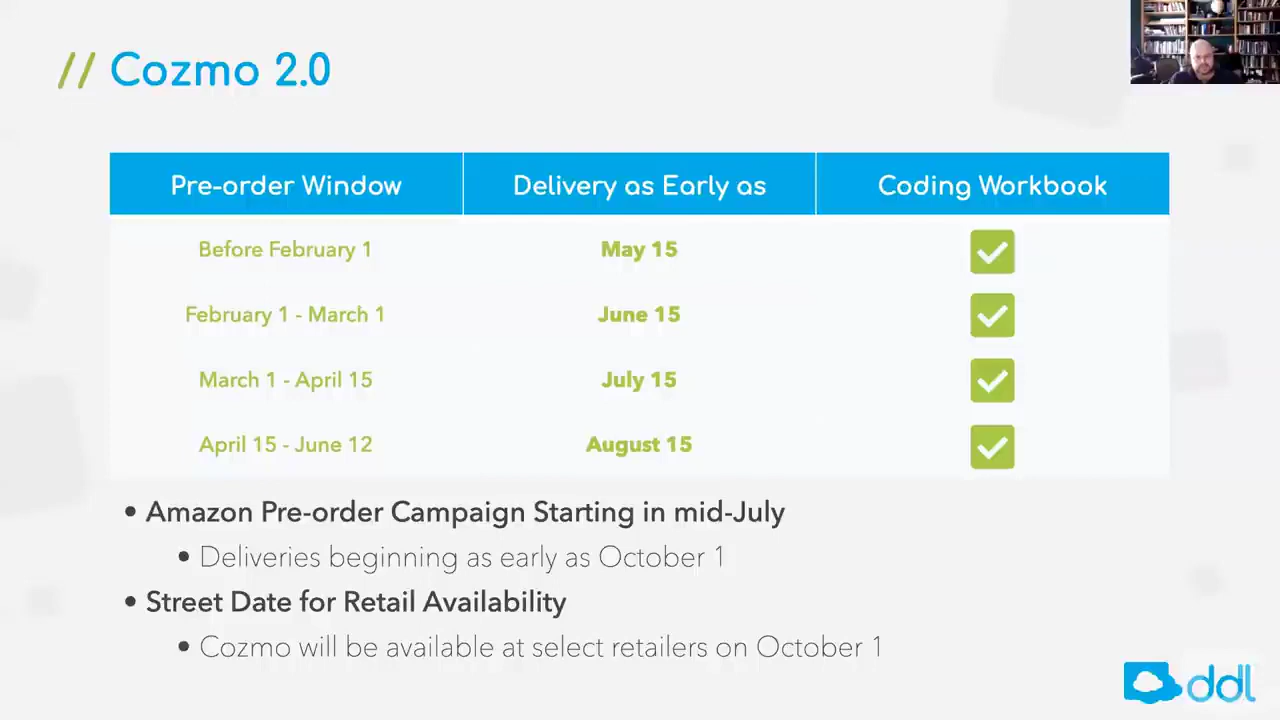 // Cozmo 2.0
Pre-order Window Delivery as Early as Coding Workbook
Before February 1 May 15
February 1 - March 1 June 15
March 1 - April 15 July 15
April 15 - June 12 August 15
• Amazon Pre-order Campaign Starting in mid-July
• Deliveries beginning as early as October 1
• Street Date for Retail Availability
• Cozmo will be available at select retailers on October 1
ddl